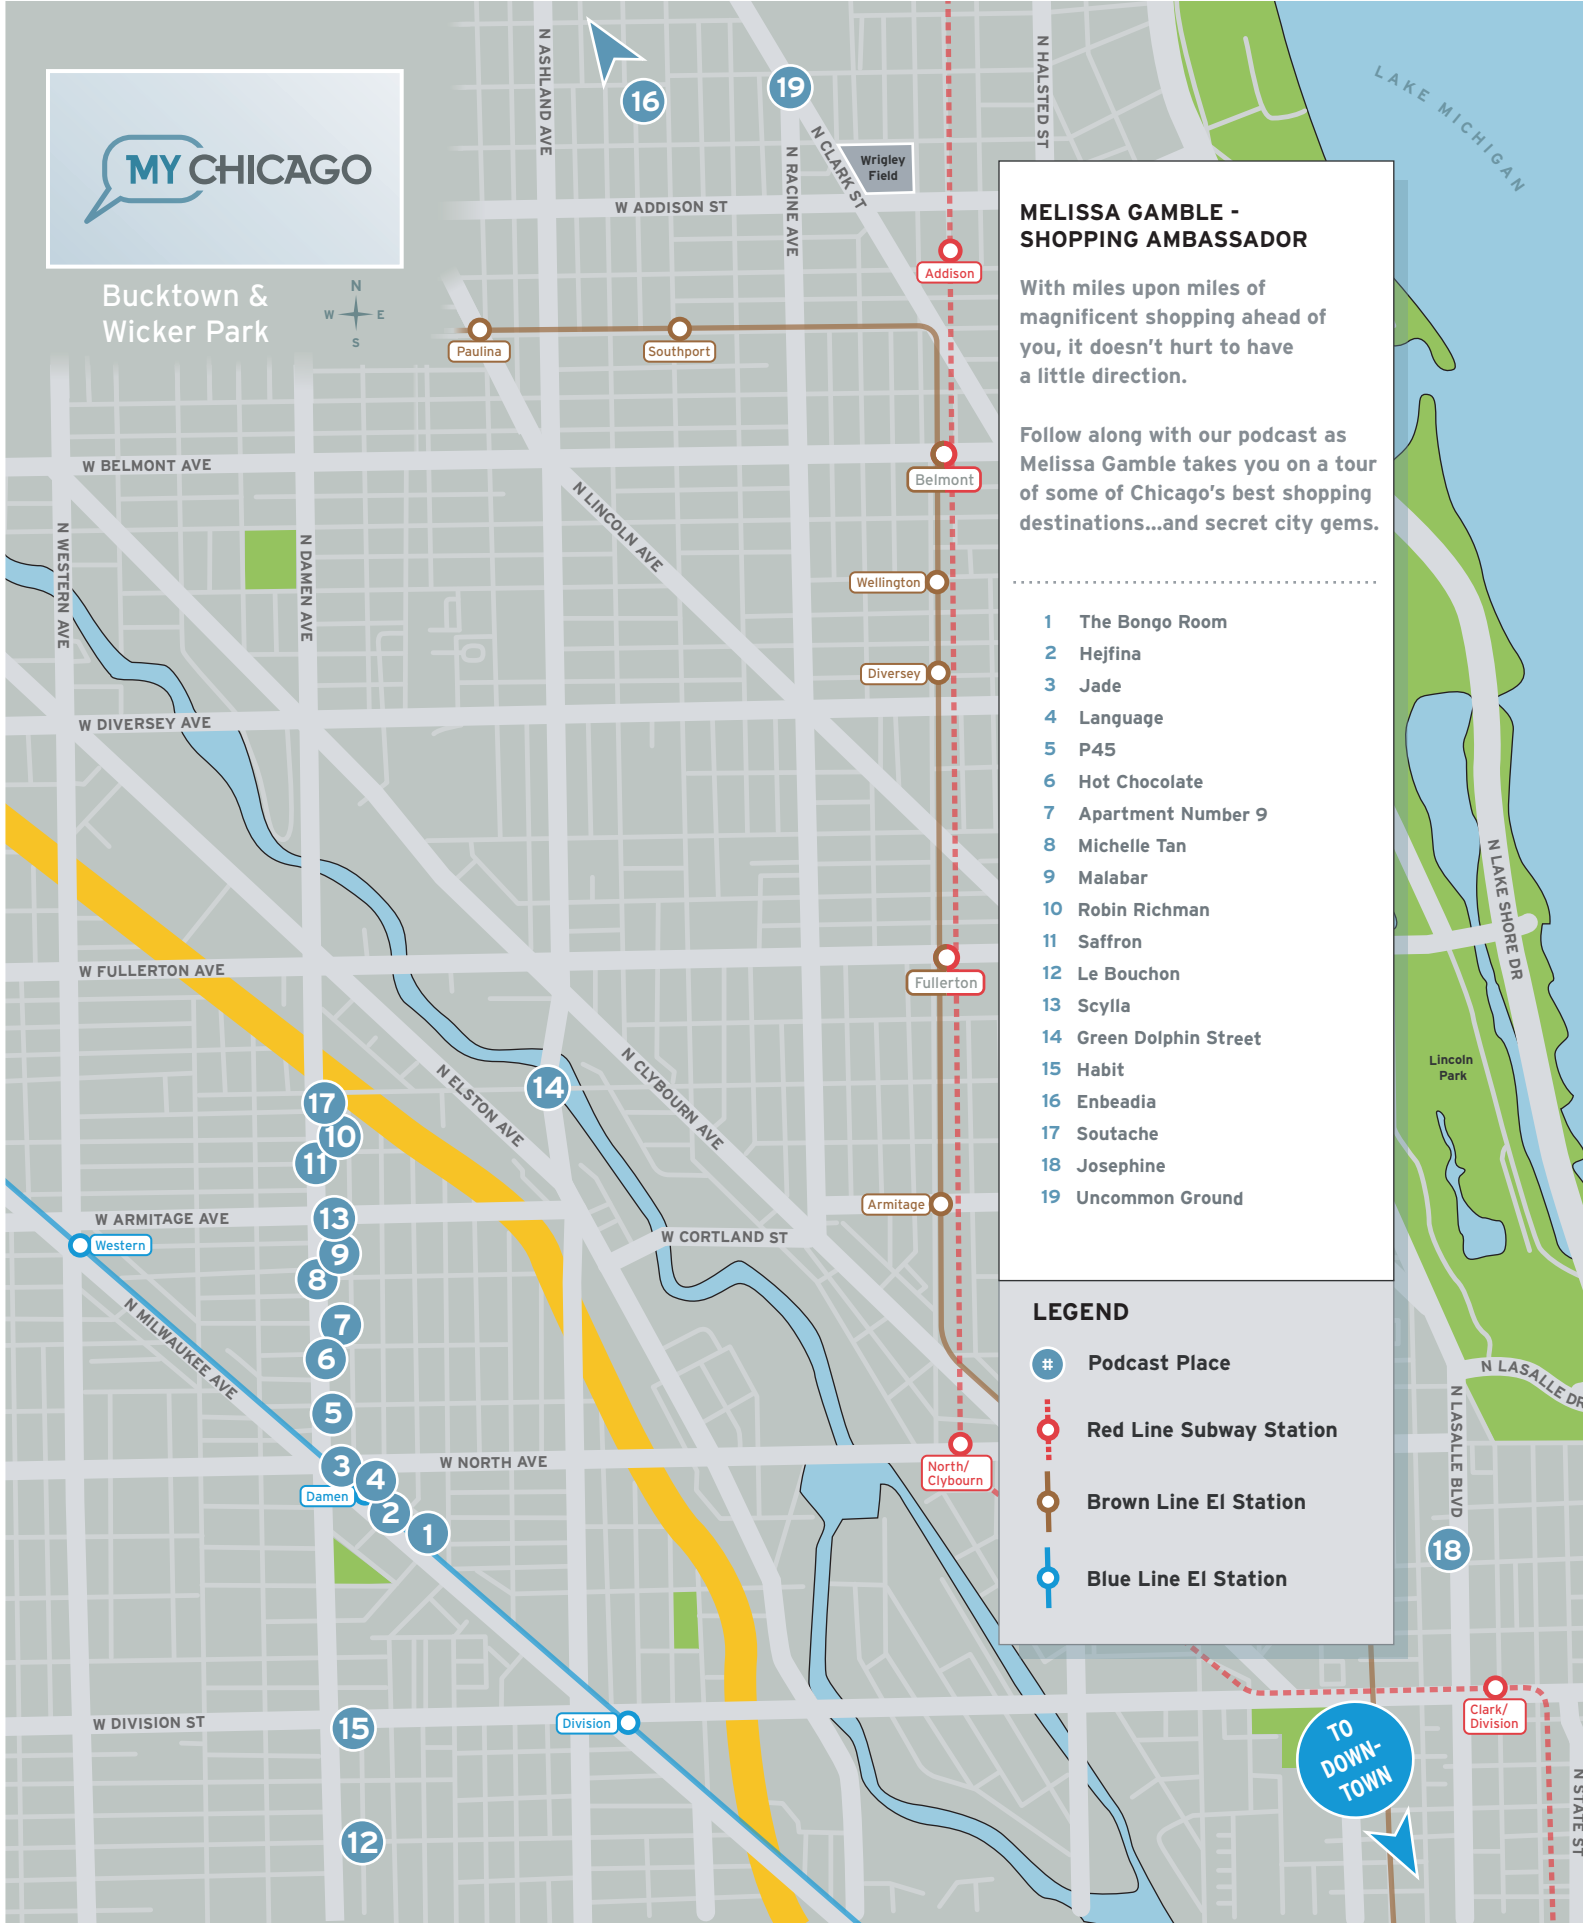 MY CHICAGO
Bucktown &
Wicker Park
N
W E
S
N ASHLAND AVE
16
19
N RACINE AVE
N CLARK ST
Wrigley
Field
N HALSTED ST
LAKE MICHIGAN
W ADDISON ST
Addison
Paulina
Southport
W BELMONT AVE
Belmont
N LINCOLN AVE
N WESTERN AVE
N DAMEN AVE
Wellington
Diversey
W DIVERSEY AVE
W FULLERTON AVE
Fullerton
N ELSTON AVE
14
N CLYBOURN AVE
17
10
11
W ARMITAGE AVE
13
Armitage
Western
9
8
W CORTLAND ST
N MILWAUKEE AVE
7
6
5
3
4
W NORTH AVE
Damen
2
1
North/
Clybourn
W DIVISION ST
15
Division
12
MELISSA GAMBLE -
SHOPPING AMBASSADOR
With miles upon miles of
magnificent shopping ahead of
you, it doesn't hurt to have
a little direction.
Follow along with our podcast as
Melissa Gamble takes you on a tour
of some of Chicago's best shopping
destinations...and secret city gems.
1 The Bongo Room
2 Hejfina
3 Jade
4 Language
5 P45
6 Hot Chocolate
7 Apartment Number 9
8 Michelle Tan
9 Malabar
10 Robin Richman
11 Saffron
12 Le Bouchon
13 Scylla
14 Green Dolphin Street
15 Habit
16 Enbeadia
17 Soutache
18 Josephine
19 Uncommon Ground
LEGEND
# Podcast Place
Red Line Subway Station
Brown Line El Station
Blue Line El Station
N LAKE SHORE DR
Lincoln
Park
N LASALLE DR
N LASALLE BLVD
18
Clark/
Division
TO
DOWN-
TOWN
N STATE ST